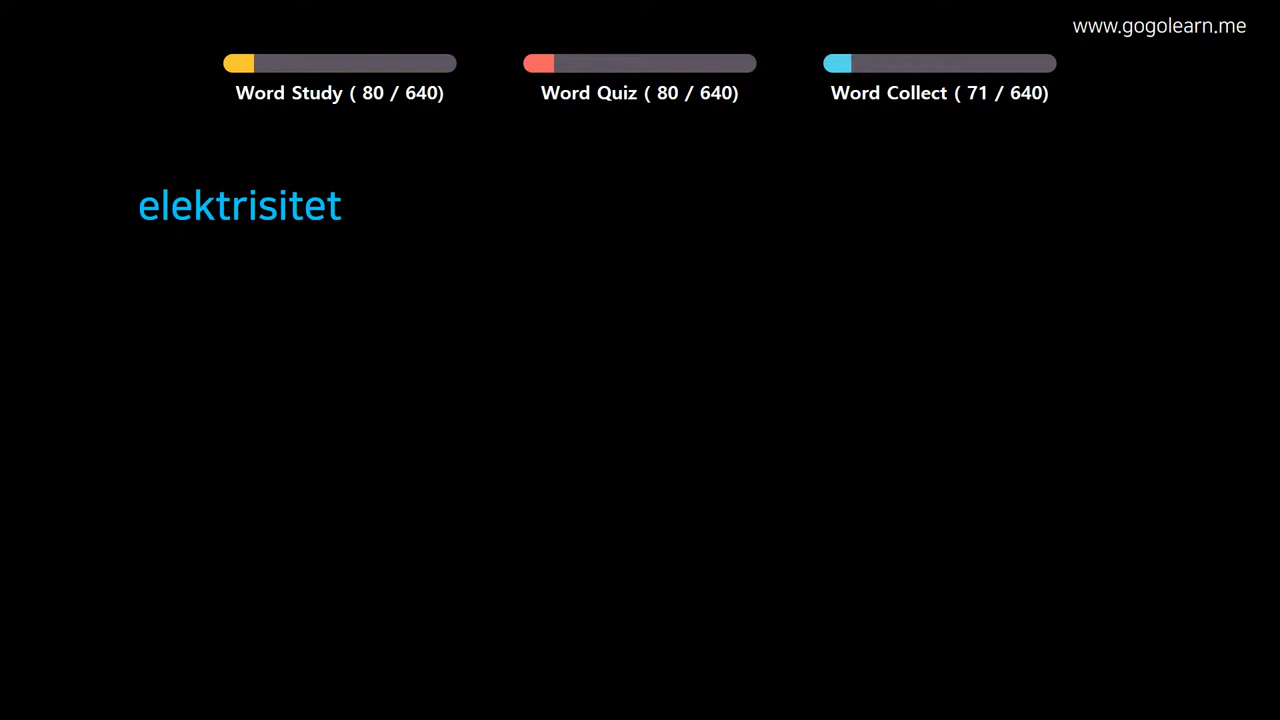 www.gogolearn.me
Word Study ( 80 / 640)
Word Quiz ( 80 / 640)
Word Collect ( 71 / 640)
elektrisitet